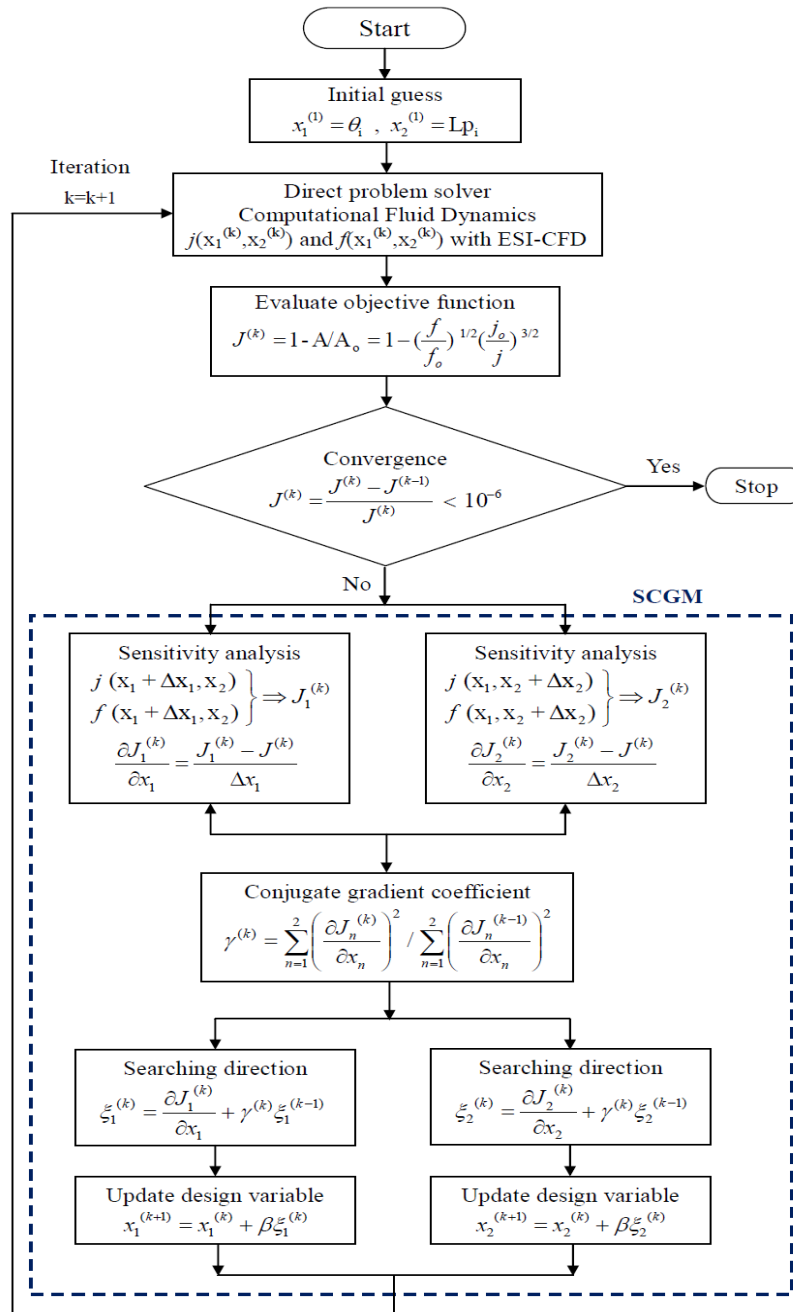 Start
Initial guess
x₁⁽¹⁾ = θᵢ , x₂⁽¹⁾ = Lpᵢ
Iteration
k=k+1
Direct problem solver
Computational Fluid Dynamics
j(x₁⁽ᵏ⁾,x₂⁽ᵏ⁾) and f(x₁⁽ᵏ⁾,x₂⁽ᵏ⁾) with ESI-CFD
Evaluate objective function
J⁽ᵏ⁾ = 1 - A/Aₒ = 1 − (f/fₒ)^1/2 (jₒ/j)^3/2
Convergence
J⁽ᵏ⁾ = (J⁽ᵏ⁾ − J⁽ᵏ⁻¹⁾)/J⁽ᵏ⁾ < 10⁻⁶
Yes
Stop
No
SCGM
Sensitivity analysis
j (x₁ + Δx₁, x₂)
f (x₁ + Δx₁, x₂) } ⇒ J₁⁽ᵏ⁾
∂J₁⁽ᵏ⁾/∂x₁ = (J₁⁽ᵏ⁾ − J⁽ᵏ⁾)/Δx₁
Sensitivity analysis
j (x₁, x₂ + Δx₂)
f (x₁, x₂ + Δx₂) } ⇒ J₂⁽ᵏ⁾
∂J₂⁽ᵏ⁾/∂x₂ = (J₂⁽ᵏ⁾ − J⁽ᵏ⁾)/Δx₂
Conjugate gradient coefficient
γ⁽ᵏ⁾ = ∑ₙ₌₁² (∂Jₙ⁽ᵏ⁾/∂xₙ)² / ∑ₙ₌₁² (∂Jₙ⁽ᵏ⁻¹⁾/∂xₙ)²
Searching direction
ξ₁⁽ᵏ⁾ = ∂J₁⁽ᵏ⁾/∂x₁ + γ⁽ᵏ⁾ξ₁⁽ᵏ⁻¹⁾
Searching direction
ξ₂⁽ᵏ⁾ = ∂J₂⁽ᵏ⁾/∂x₂ + γ⁽ᵏ⁾ξ₂⁽ᵏ⁻¹⁾
Update design variable
x₁⁽ᵏ⁺¹⁾ = x₁⁽ᵏ⁾ + βξ₁⁽ᵏ⁾
Update design variable
x₂⁽ᵏ⁺¹⁾ = x₂⁽ᵏ⁾ + βξ₂⁽ᵏ⁾